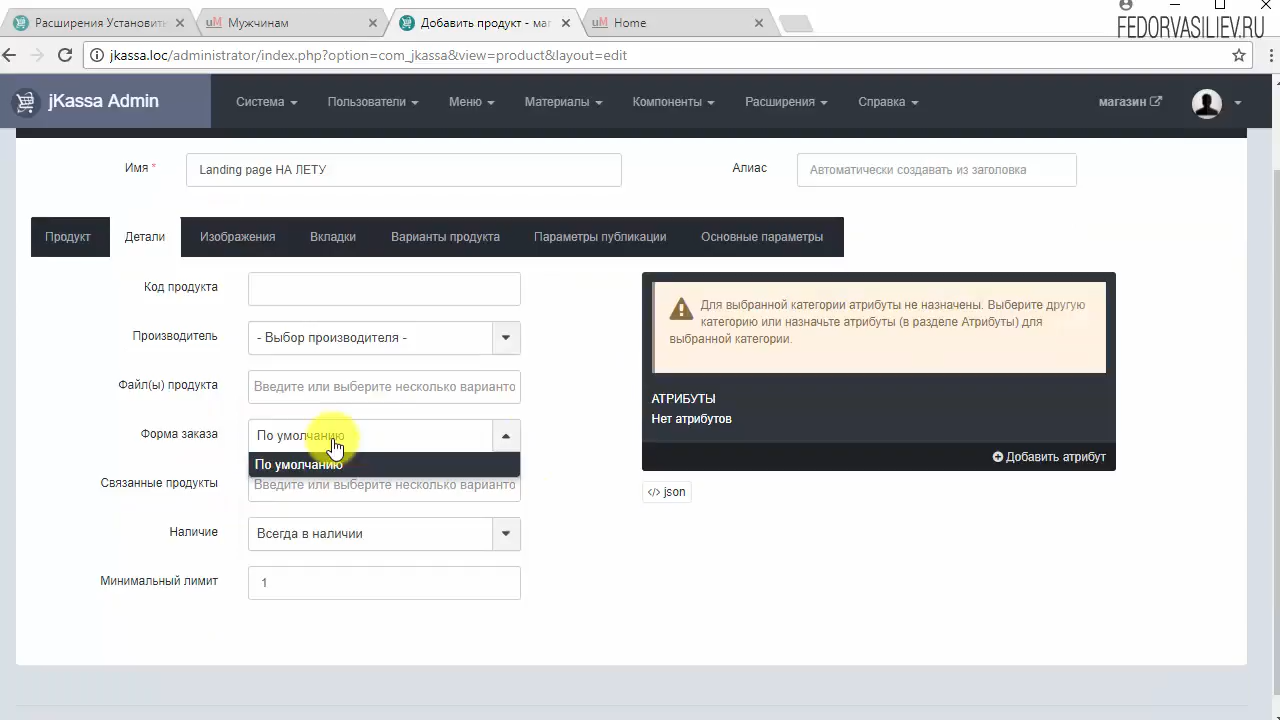 Расширения Установить
Мужчинам
Добавить продукт - маг
Home
FEDORVASILIEV.RU
jkassa.loc/administrator/index.php?option=com_jkassa&view=product&layout=edit
jKassa Admin
Система
Пользователи
Меню
Материалы
Компоненты
Расширения
Справка
магазин
Имя *
Landing page НА ЛЕТУ
Алиас
Автоматически создавать из заголовка
Продукт
Детали
Изображения
Вкладки
Варианты продукта
Параметры публикации
Основные параметры
Код продукта
Производитель
- Выбор производителя -
Файл(ы) продукта
Введите или выберите несколько варианто
Форма заказа
По умолчанию
По умолчанию
Связанные продукты
Введите или выберите несколько варианто
Наличие
Всегда в наличии
Минимальный лимит
1
Для выбранной категории атрибуты не назначены. Выберите другую
категорию или назначьте атрибуты (в разделе Атрибуты) для
выбранной категории.
АТРИБУТЫ
Нет атрибутов
Добавить атрибут
</> json